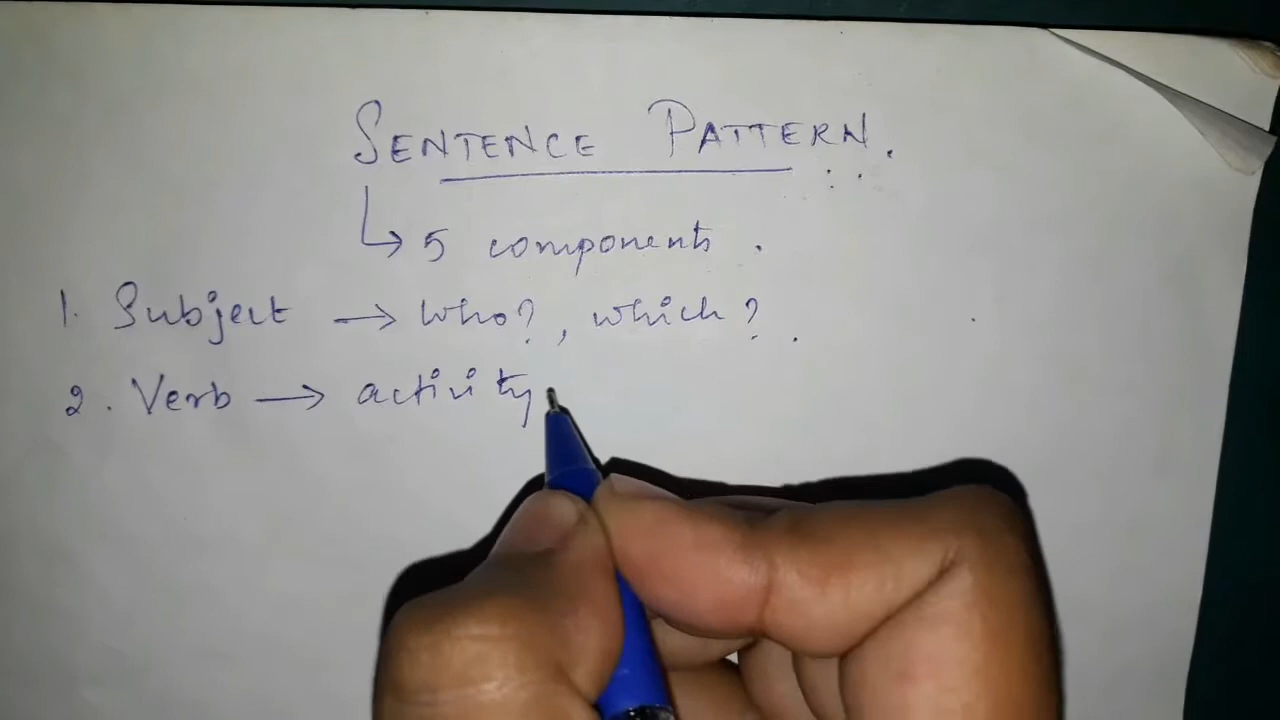 SENTENCE PATTERN.
↳ 5 components.
1. Subject → Who?, which?.
2. Verb → activity